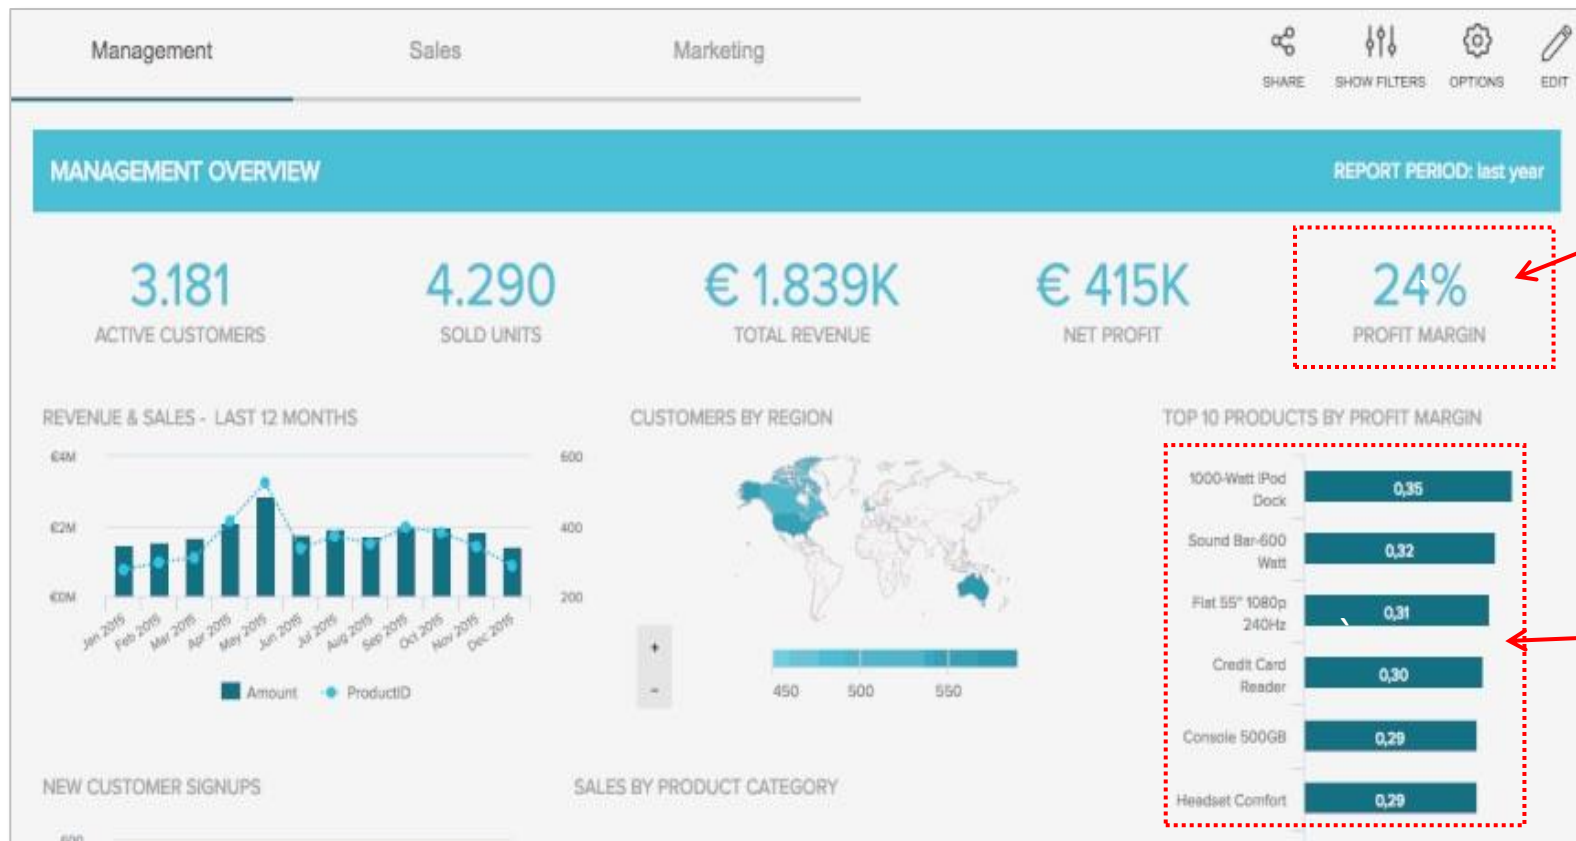 Management
Sales
Marketing
SHARE
SHOW FILTERS
OPTIONS
EDIT
MANAGEMENT OVERVIEW
REPORT PERIOD: last year
3.181
ACTIVE CUSTOMERS
4.290
SOLD UNITS
€ 1.839K
TOTAL REVENUE
€ 415K
NET PROFIT
24%
PROFIT MARGIN
REVENUE & SALES - LAST 12 MONTHS
€4M
€2M
€0M
600
400
200
Jan 2015
Feb 2015
Mar 2015
Apr 2015
May 2015
Jun 2015
Jul 2015
Aug 2015
Sep 2015
Oct 2015
Nov 2015
Dec 2015
Amount
ProductID
CUSTOMERS BY REGION
+
-
450
500
550
TOP 10 PRODUCTS BY PROFIT MARGIN
1000-Watt iPod
Dock
0,35
Sound Bar-600
Watt
0,32
Flat 55" 1080p
240Hz
0,31
Credit Card
Reader
0,30
Console 500GB
0,29
Headset Comfort
0,29
NEW CUSTOMER SIGNUPS
SALES BY PRODUCT CATEGORY